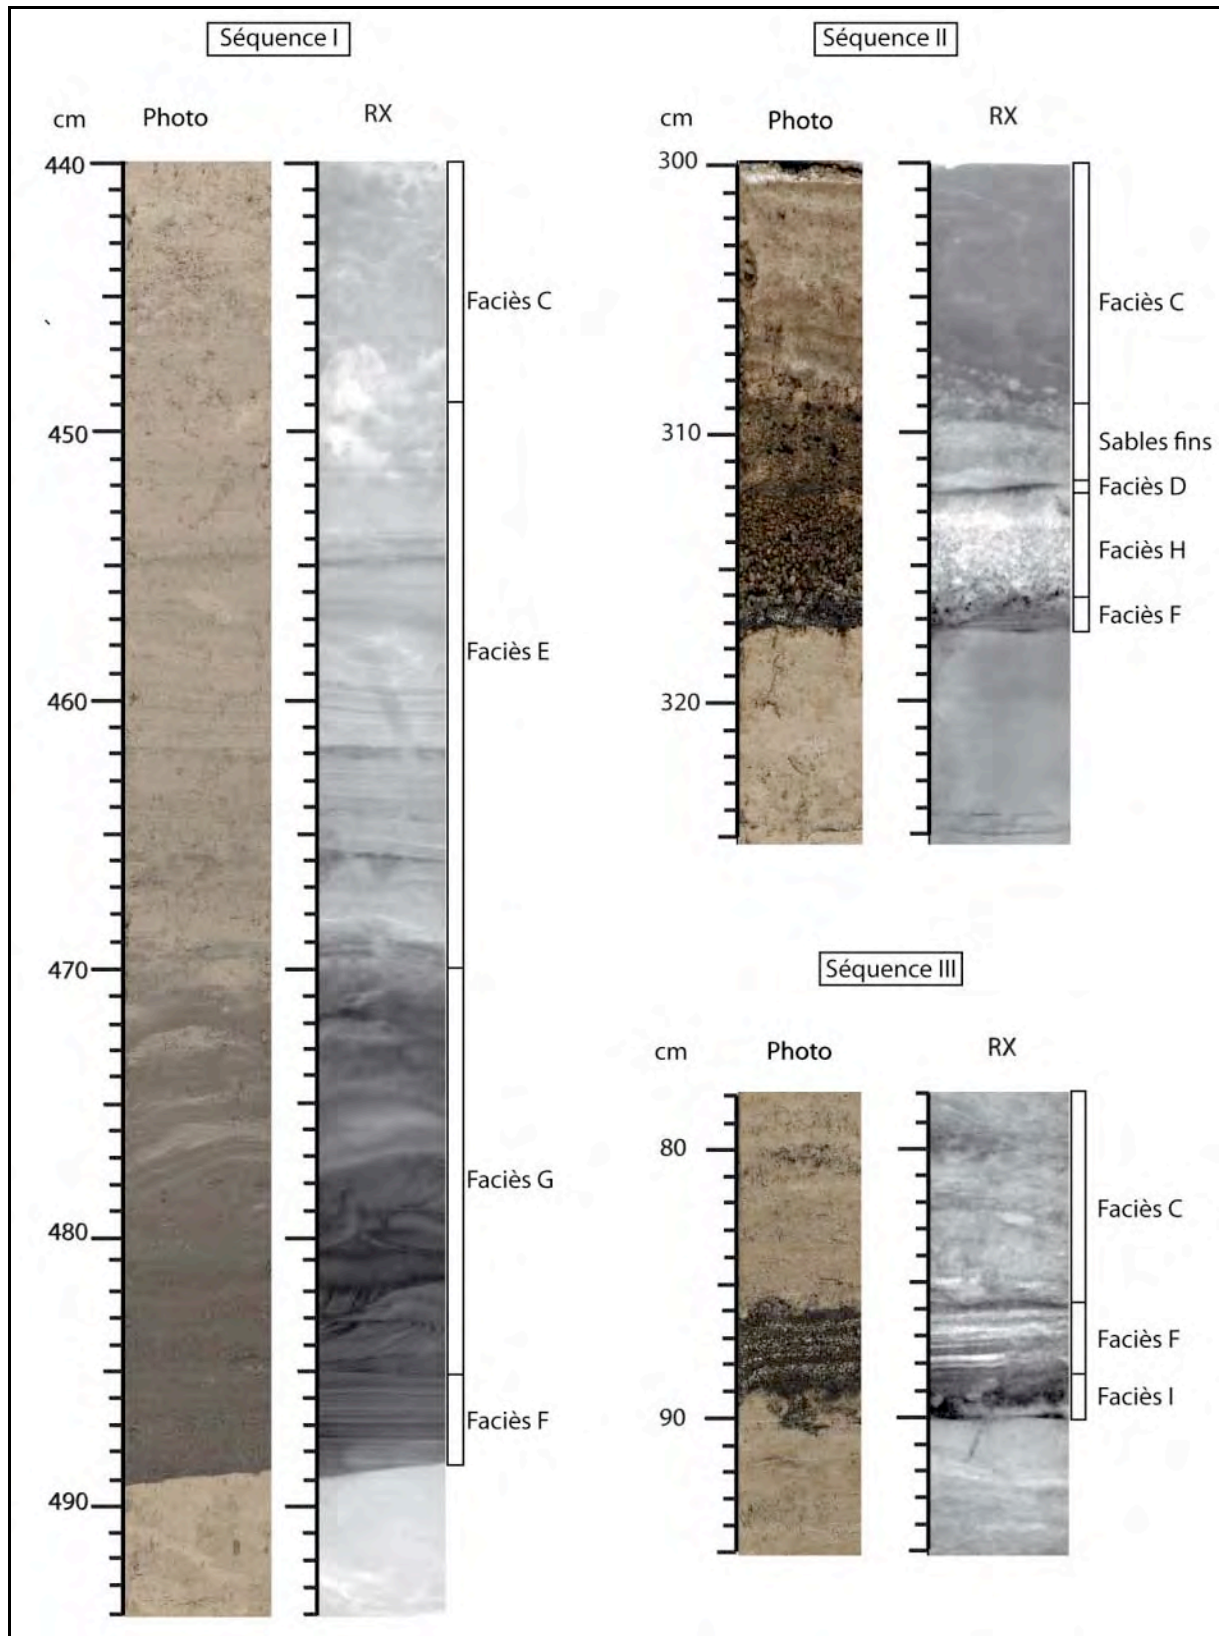 Séquence I
cm
Photo
RX
440
450
460
470
480
490
Faciès C
Faciès E
Faciès G
Faciès F
Séquence II
cm
Photo
RX
300
310
320
Faciès C
Sables fins
Faciès D
Faciès H
Faciès F
Séquence III
cm
Photo
RX
80
90
Faciès C
Faciès F
Faciès I